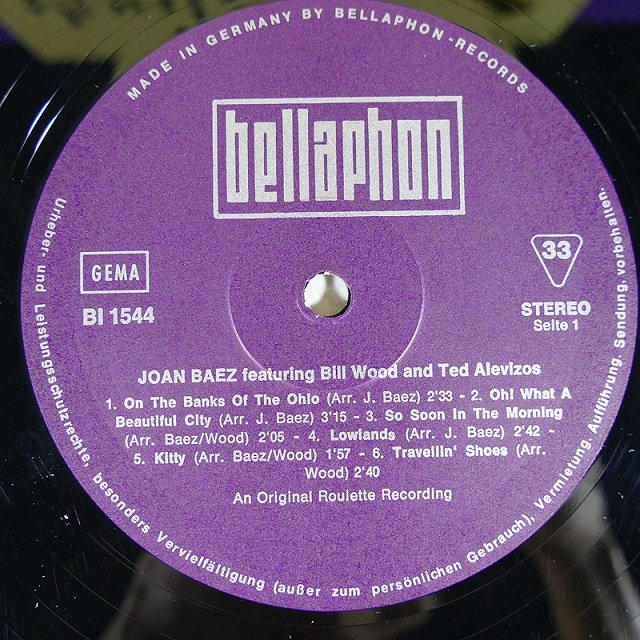 MADE IN GERMANY BY BELLAPHON-RECORDS
bellaphon
GEMA
BI 1544
33
STEREO
Seite 1
JOAN BAEZ featuring Bill Wood and Ted Alevizos
1. On The Banks Of The Ohio (Arr. J. Baez) 2'33 - 2. Oh! What A
Beautiful City (Arr. J. Baez) 3'15 - 3. So Soon In The Morning
(Arr. Baez/Wood) 2'05 - 4. Lowlands (Arr. J. Baez) 2'42 -
5. Kitty (Arr. Baez/Wood) 1'57 - 6. Travellin' Shoes (Arr.
Wood) 2'40
An Original Roulette Recording
Urheber- und Leistungsschutzrechte, besonders Vervielfältigung (außer zum persönlichen Gebrauch), Vermietung, Aufführung, Sendung, vorbehalten.